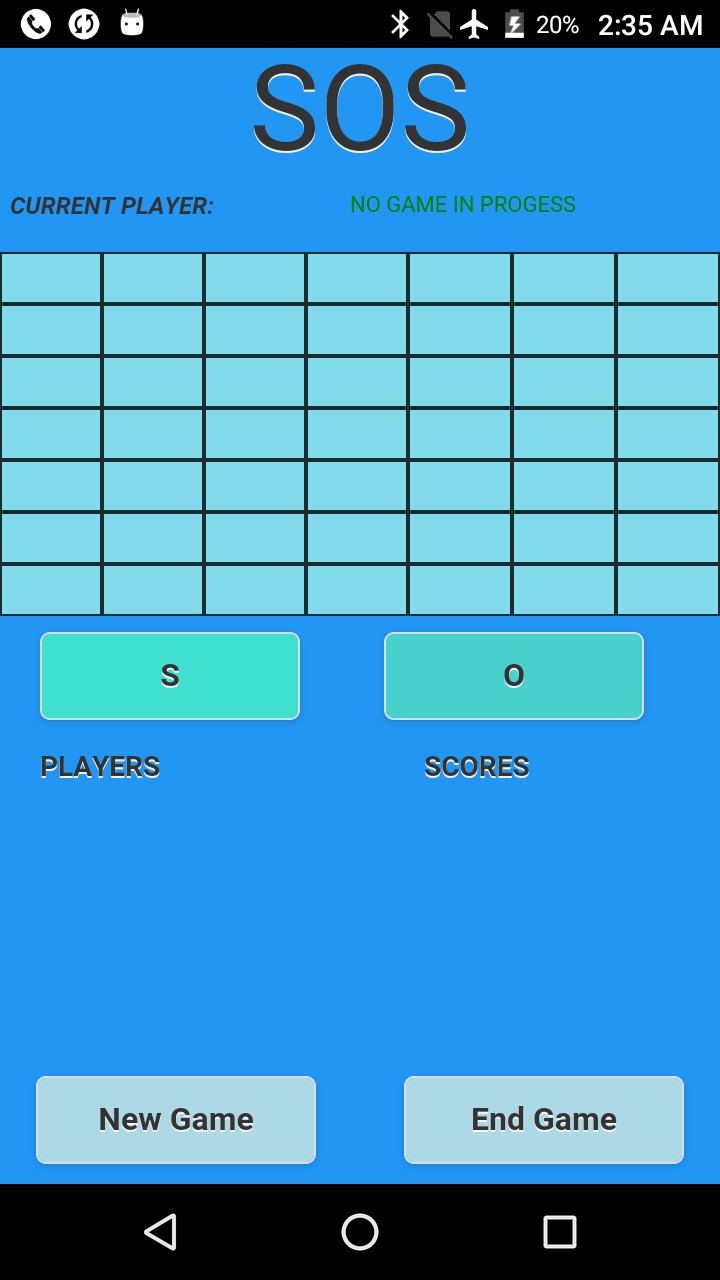 20% 2:35 AM
SOS
CURRENT PLAYER: NO GAME IN PROGESS
S O
PLAYERS SCORES
New Game End Game